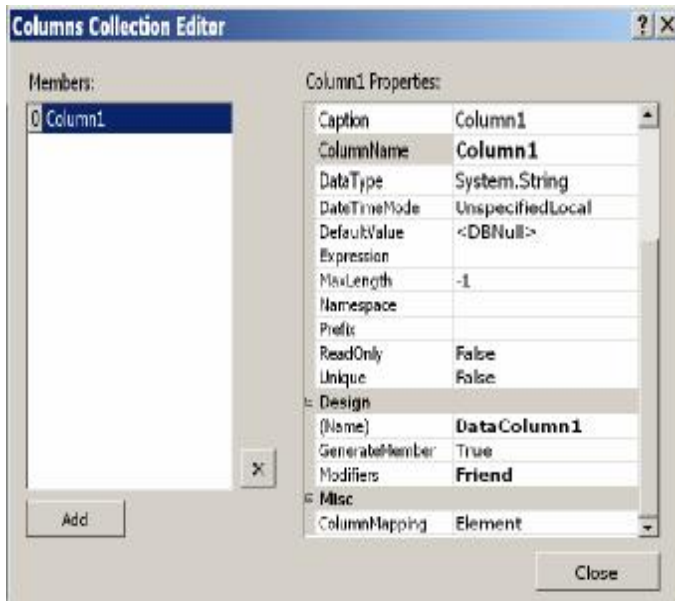 Columns Collection Editor
Members:
0 Column1
Add
Column1 Properties:
Caption Column1
ColumnName Column1
DataType System.String
DateTimeMode UnspecifiedLocal
DefaultValue <DBNull>
Expression
MaxLength -1
Namespace
Prefix
ReadOnly False
Unique False
Design
(Name) DataColumn1
GenerateMember True
Modifiers Friend
Misc
ColumnMapping Element
Close